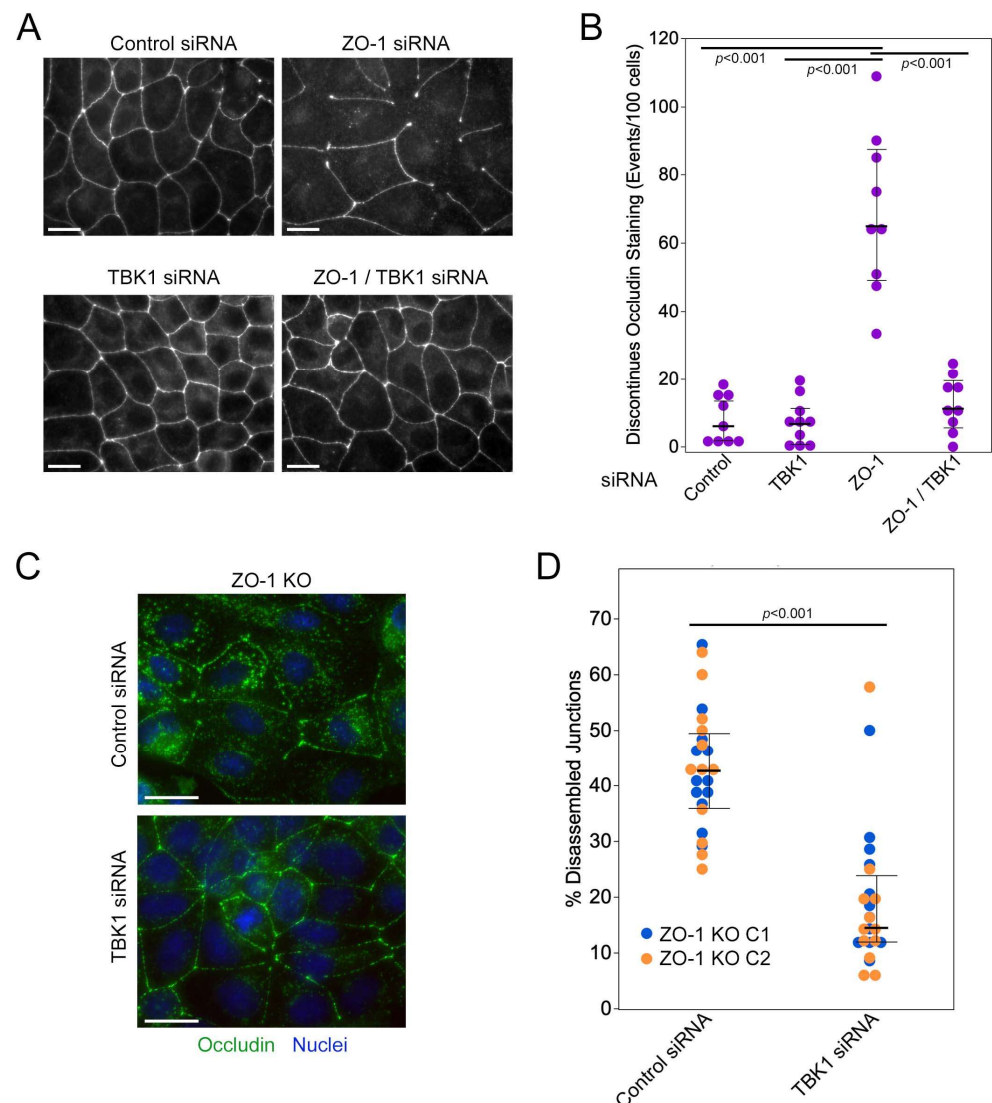 A
Control siRNA
ZO-1 siRNA
TBK1 siRNA
ZO-1 / TBK1 siRNA
B
Discontinues Occludin Staining (Events/100 cells)
120
100
80
60
40
20
0
p<0.001
p<0.001
p<0.001
siRNA
Control
TBK1
ZO-1
ZO-1 / TBK1
C
ZO-1 KO
Control siRNA
TBK1 siRNA
Occludin Nuclei
D
% Disassembled Junctions
70
60
50
40
30
20
10
0
p<0.001
ZO-1 KO C1
ZO-1 KO C2
Control siRNA
TBK1 siRNA